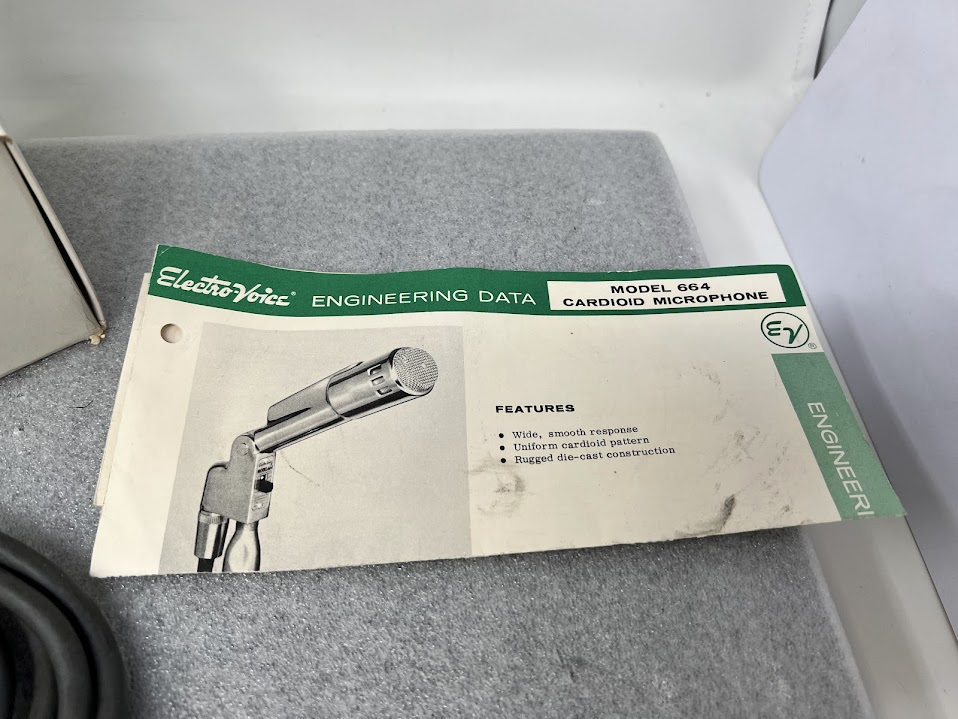 Electro-Voice®
ENGINEERING DATA
MODEL 664
CARDIOID MICROPHONE
EV®
FEATURES
• Wide, smooth response
• Uniform cardioid pattern
• Rugged die-cast construction
ENGINEERI